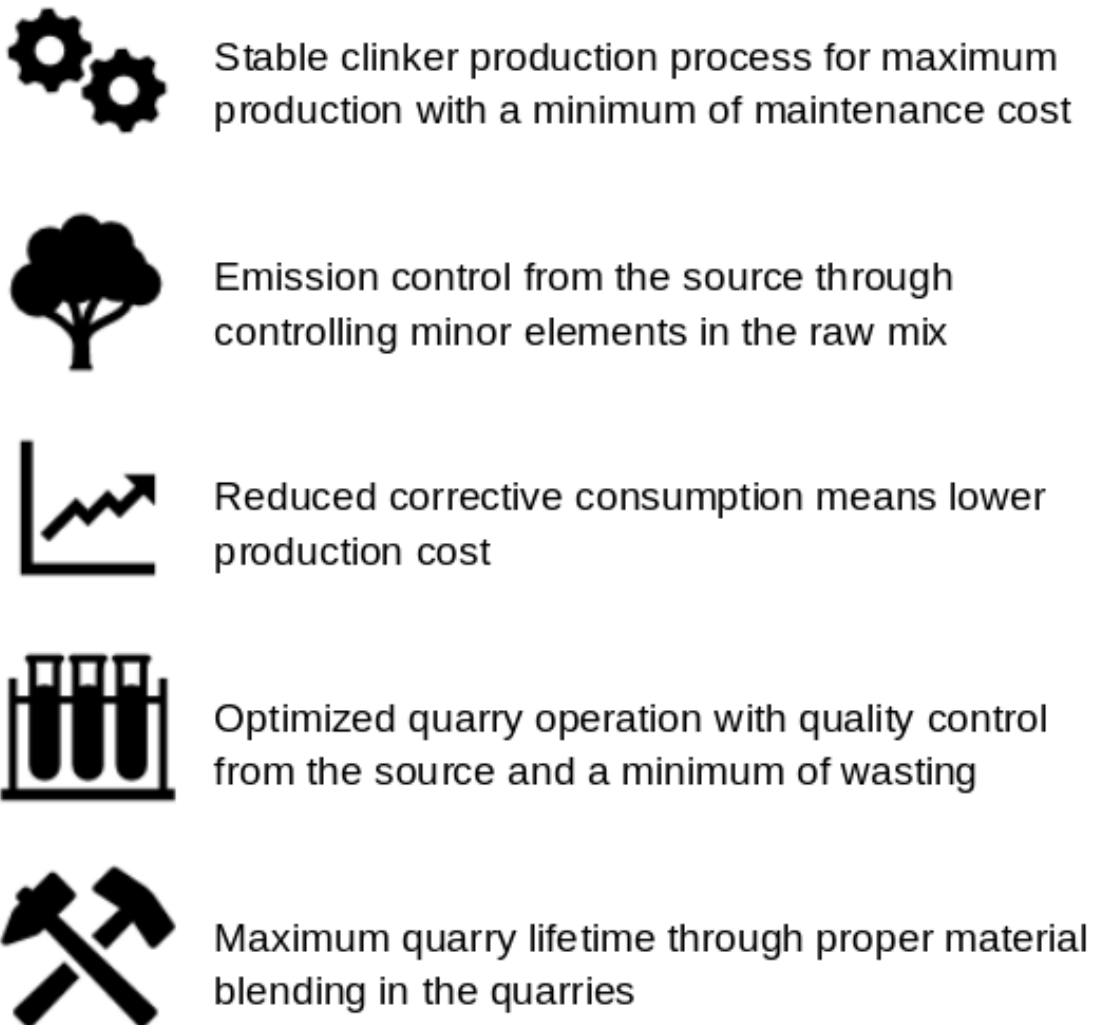 Stable clinker production process for maximum
production with a minimum of maintenance cost
Emission control from the source through
controlling minor elements in the raw mix
Reduced corrective consumption means lower
production cost
Optimized quarry operation with quality control
from the source and a minimum of wasting
Maximum quarry lifetime through proper material
blending in the quarries